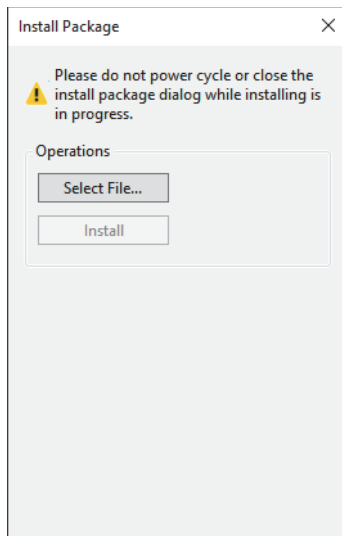 Install Package
Please do not power cycle or close the
install package dialog while installing is
in progress.
Operations
Select File...
Install